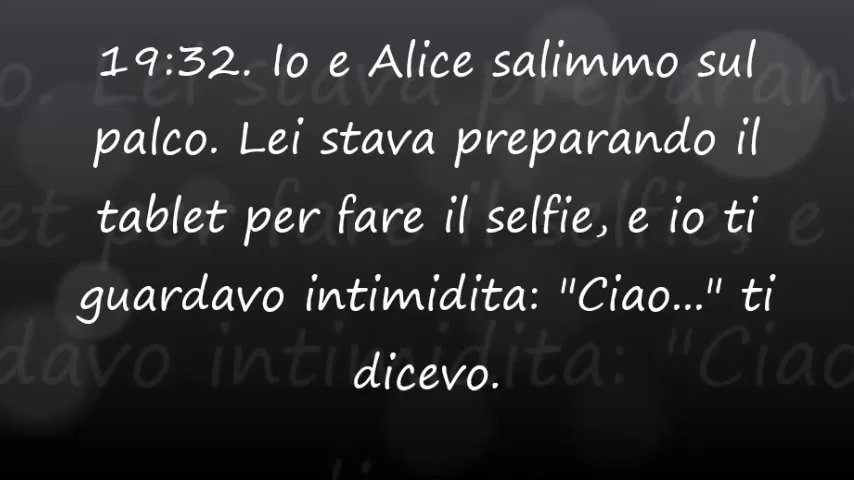 19:32. Io e Alice salimmo sul
palco. Lei stava preparando il
tablet per fare il selfie, e io ti
guardavo intimidita: "Ciao..." ti
dicevo.